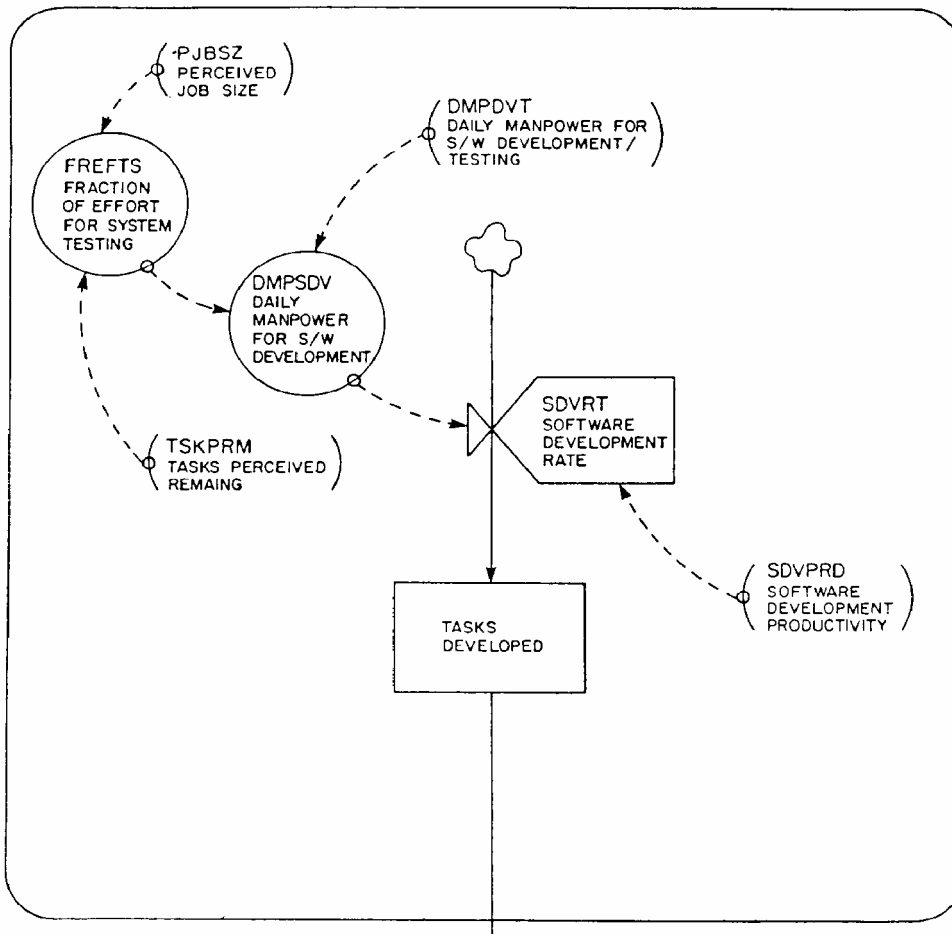 PJBSZ
PERCEIVED
JOB SIZE
DMPDVT
DAILY MANPOWER FOR
S/W DEVELOPMENT/
TESTING
FREFTS
FRACTION
OF EFFORT
FOR SYSTEM
TESTING
DMPSDV
DAILY
MANPOWER
FOR S/W
DEVELOPMENT
SDVRT
SOFTWARE
DEVELOPMENT
RATE
TSKPRM
TASKS PERCEIVED
REMAING
SDVPRD
SOFTWARE
DEVELOPMENT
PRODUCTIVITY
TASKS
DEVELOPED